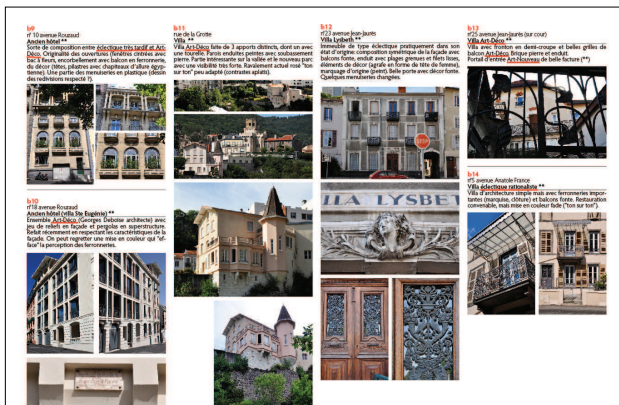 b9
n° 10 avenue Rouzaud
Ancien hôtel **
Sorte de composition entre éclectique très tardif et Art-
Déco. Originalité des ouvertures (fenêtres cintrées avec
bac à fleurs, encorbellement avec balcon en ferronnerie,
du décor (têtes, pilastres avec chapiteaux d'allure égyp-
tienne). Une partie des menuiseries en plastique (dessin
des redivisions respecté ?).
b10
n°18 avenue Rouzaud
Ancien hôtel (villa Ste Eugénie) **
Ensemble Art-Déco (Georges Deboise architecte) avec
jeu de reliefs en façade et pergolas en superstructure.
Refait récemment en respectant les caractéristiques de la
façade. On peut regretter une mise en couleur qui "ef-
face" la perception des ferronneries.
b11
rue de la Grotte
Villa **
Villa Art-Déco faite de 3 apports distincts, dont un avec
une tourelle. Parois enduites peintes avec soubassement
pierre. Partie intéressante sur la vallée et le nouveau parc
avec une visibilité très forte. Ravalement actuel rosé "ton
sur ton" peu adapté (contrastes aplatis).
b12
n°23 avenue Jean-Jaurès
Villa Lysbeth **
Immeuble de type éclectique pratiquement dans son
état d'origine: composition symétrique de la façade avec
balcons fonte, enduit avec plages grenues et filets lisses,
éléments de décor (agrafe en forme de tête de femme),
marquage d'origine (peint). Belle porte avec décor fonte.
Quelques menuiseries changées.
STOP
VILLA LYSBET
b13
n°25 avenue Jean-Jaurès (sur cour)
Villa Art-Déco **
Villa avec fronton en demi-croupe et belles grilles de
balcon Art-Déco. Brique pierre et enduit.
Portail d'entrée Art-Nouveau de belle facture (**)
b14
n°5 avenue Anatole France
Villa éclectique rationaliste **
Villa d'architecture simple mais avec ferronneries impor-
tantes (marquise, clôture) et balcons fonte. Restauration
convenable, mais mise en couleur fade ("ton sur ton").